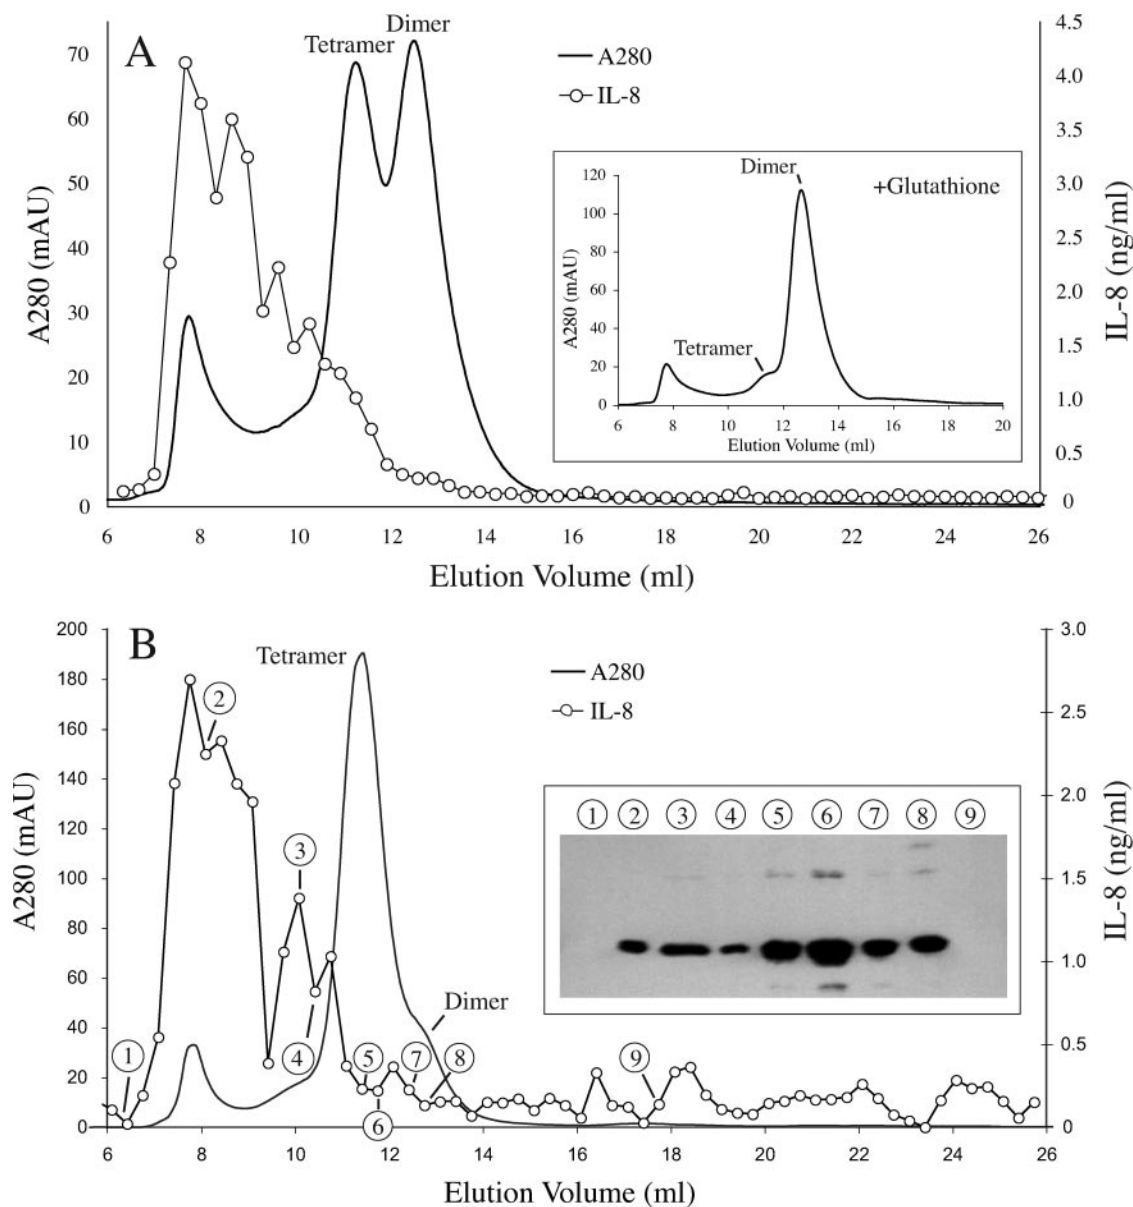 A
Tetramer
Dimer
A280
IL-8
70
60
50
40
30
20
10
0
A280 (mAU)
4.5
4.0
3.5
3.0
2.5
2.0
1.5
1.0
0.5
0
IL-8 (ng/ml)
6 8 10 12 14 16 18 20 22 24 26
Elution Volume (ml)
Dimer
+Glutathione
Tetramer
120
100
80
60
40
20
0
A280 (mAU)
6 8 10 12 14 16 18 20
Elution Volume (ml)
B
Tetramer
Dimer
A280
IL-8
200
180
160
140
120
100
80
60
40
20
0
A280 (mAU)
3.0
2.5
2.0
1.5
1.0
0.5
0
IL-8 (ng/ml)
1
2
3
4
5
6
7
8
9
1 2 3 4 5 6 7 8 9
6 8 10 12 14 16 18 20 22 24 26
Elution Volume (ml)